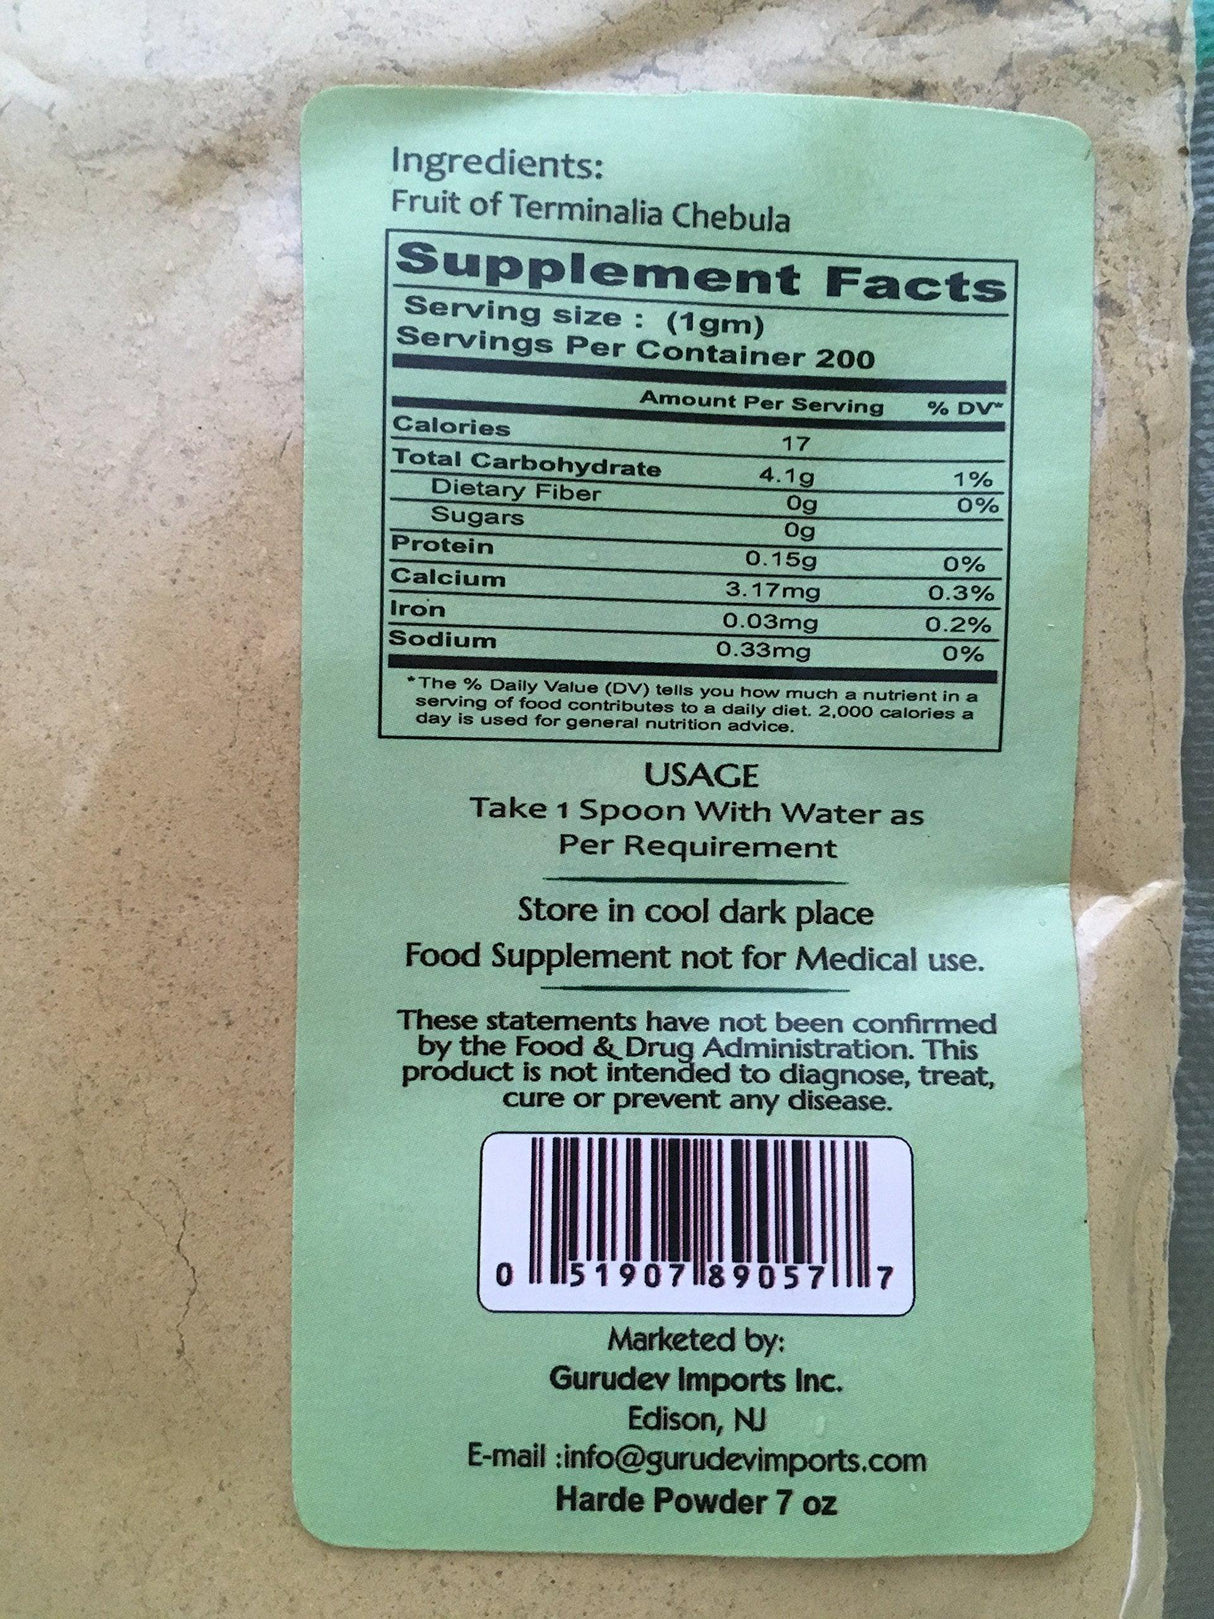 Ingredients:
Fruit of Terminalia Chebula
Supplement Facts
Serving size : (1gm)
Servings Per Container 200
Amount Per Serving % DV*
Calories 17
Total Carbohydrate 4.1g 1%
Dietary Fiber 0g 0%
Sugars 0g
Protein 0.15g 0%
Calcium 3.17mg 0.3%
Iron 0.03mg 0.2%
Sodium 0.33mg 0%
*The % Daily Value (DV) tells you how much a nutrient in a
serving of food contributes to a daily diet. 2,000 calories a
day is used for general nutrition advice.
USAGE
Take 1 Spoon With Water as
Per Requirement
Store in cool dark place
Food Supplement not for Medical use.
These statements have not been confirmed
by the Food & Drug Administration. This
product is not intended to diagnose, treat,
cure or prevent any disease.
0 51907 89057 7
Marketed by:
Gurudev Imports Inc.
Edison, NJ
E-mail :info@gurudevimports.com
Harde Powder 7 oz